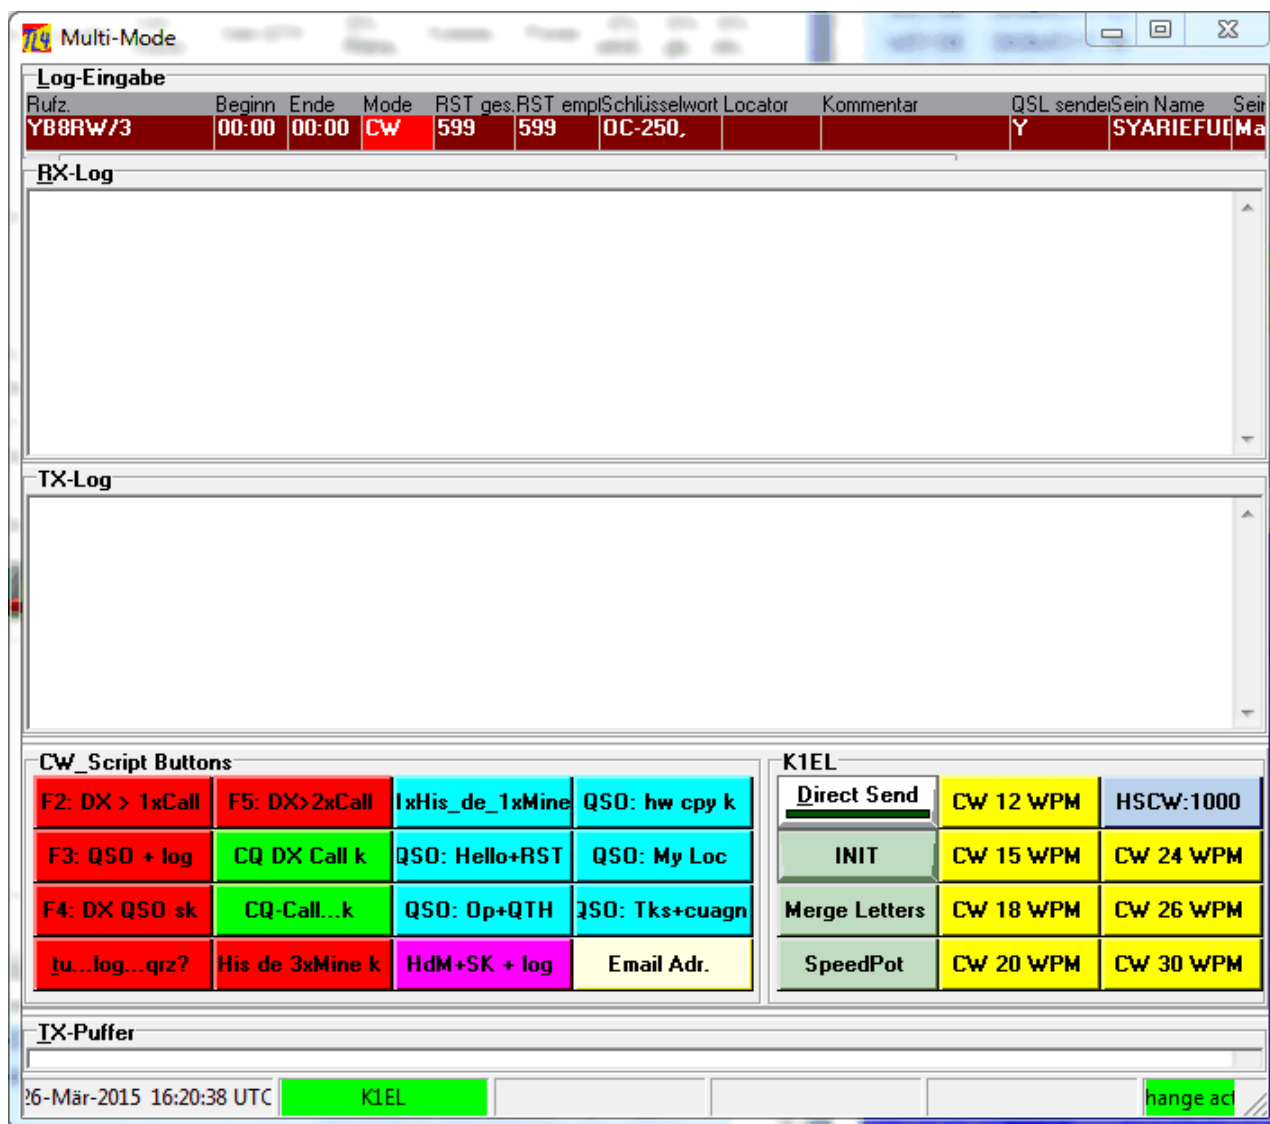 Multi-Mode
Log-Eingabe
Rufz. Beginn Ende Mode RST ges. RST empl Schlüsselwort Locator Kommentar QSL sende Sein Name Sein
YB8RW/3 00:00 00:00 CW 599 599 OC-250, Y SYARIEFUD Ma
RX-Log
TX-Log
CW_Script Buttons K1EL
F2: DX > 1xCall F5: DX>2xCall 1xHis_de_1xMine QSO: hw cpy k Direct Send CW 12 WPM HSCW:1000
F3: QSO + log CQ DX Call k QSO: Hello+RST QSO: My Loc INIT CW 15 WPM CW 24 WPM
F4: DX QSO sk CQ-Call...k QSO: Op+QTH QSO: Tks+cuagn Merge Letters CW 18 WPM CW 26 WPM
tu...log...qrz? His de 3xMine k HdM+SK + log Email Adr. SpeedPot CW 20 WPM CW 30 WPM
TX-Puffer
26-Mär-2015 16:20:38 UTC K1EL hange act